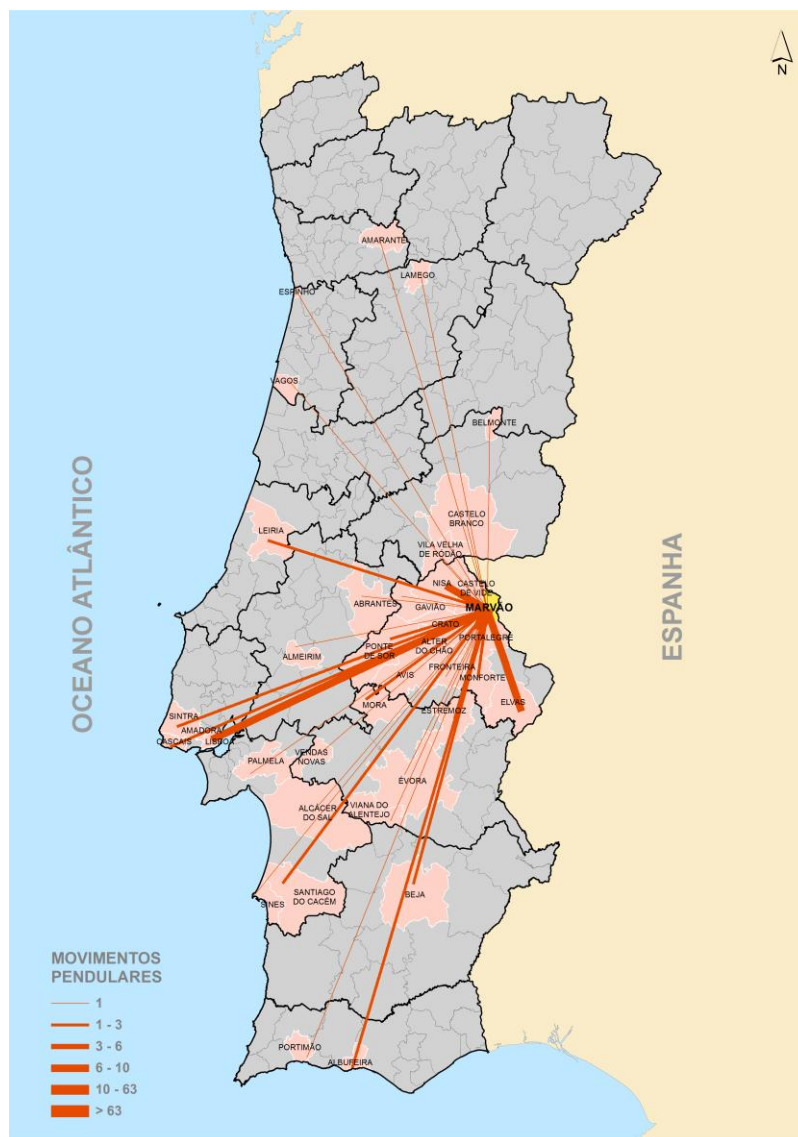 N
AMARANTE
LAMEGO
ESPINHO
VAGOS
BELMONTE
OCEANO ATLÂNTICO
ESPANHA
CASTELO
BRANCO
LEIRIA
VILA VELHA
DE RODÃO
NISA
CASTELO
DE VIDE
ABRANTES
GAVIÃO
MARVÃO
CRATO
PORTALEGRE
PONTE
DE SOR
ALTER
DO CHÃO
ALMEIRIM
FRONTEIRA
AVIS
MONFORTE
MORA
ESTREMOZ
ELVAS
SINTRA
AMADORA
CASCAIS
LISBOA
VENDAS
NOVAS
PALMELA
ÉVORA
ALCÁCER
DO SAL
VIANA DO
ALENTEJO
SANTIAGO
DO CACÉM
SINES
BEJA
PORTIMÃO
ALBUFEIRA
MOVIMENTOS
PENDULARES
1
1 - 3
3 - 6
6 - 10
10 - 63
> 63